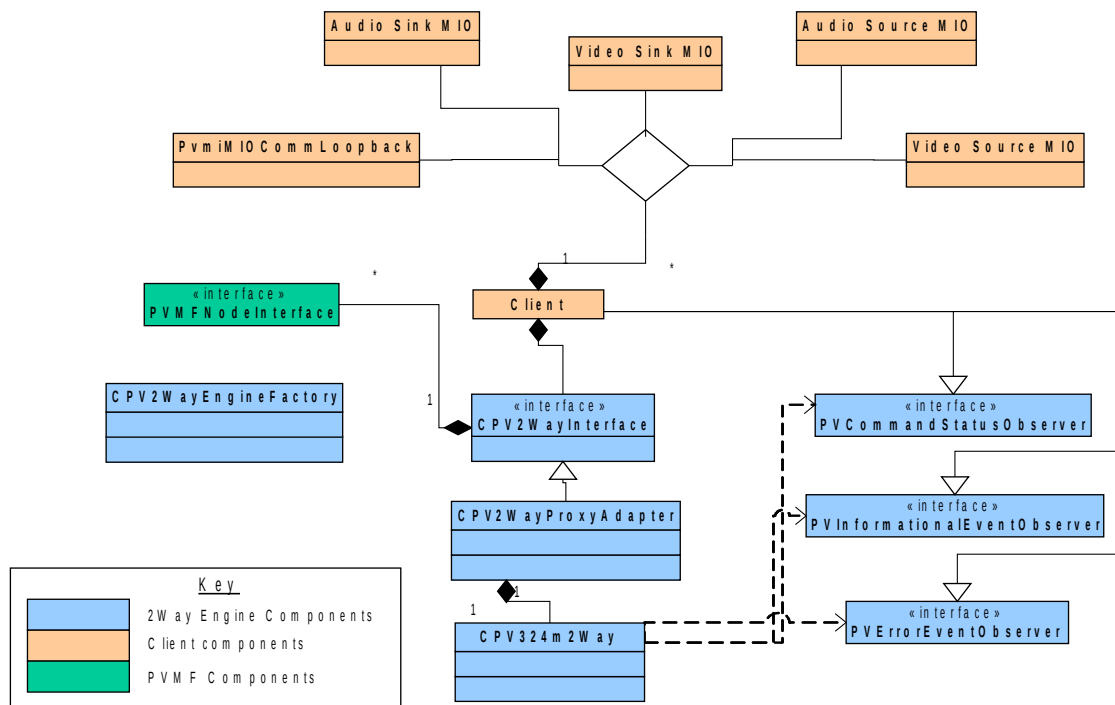 Audio Sink MIO
Audio Source MIO
Video Sink MIO
PvmiMIOCommLoopback
Video Source MIO
1
*
*
«interface»
PVMFNodeInterface
Client
CPV2WayEngineFactory
1
«interface»
CPV2WayInterface
«interface»
PVCommandStatusObserver
CPV2WayProxyAdapter
«interface»
PVInformationalEventObserver
1
1
CPV324m2Way
«interface»
PVErrorEventObserver
Key
2Way Engine Components
Client components
PVMF Components